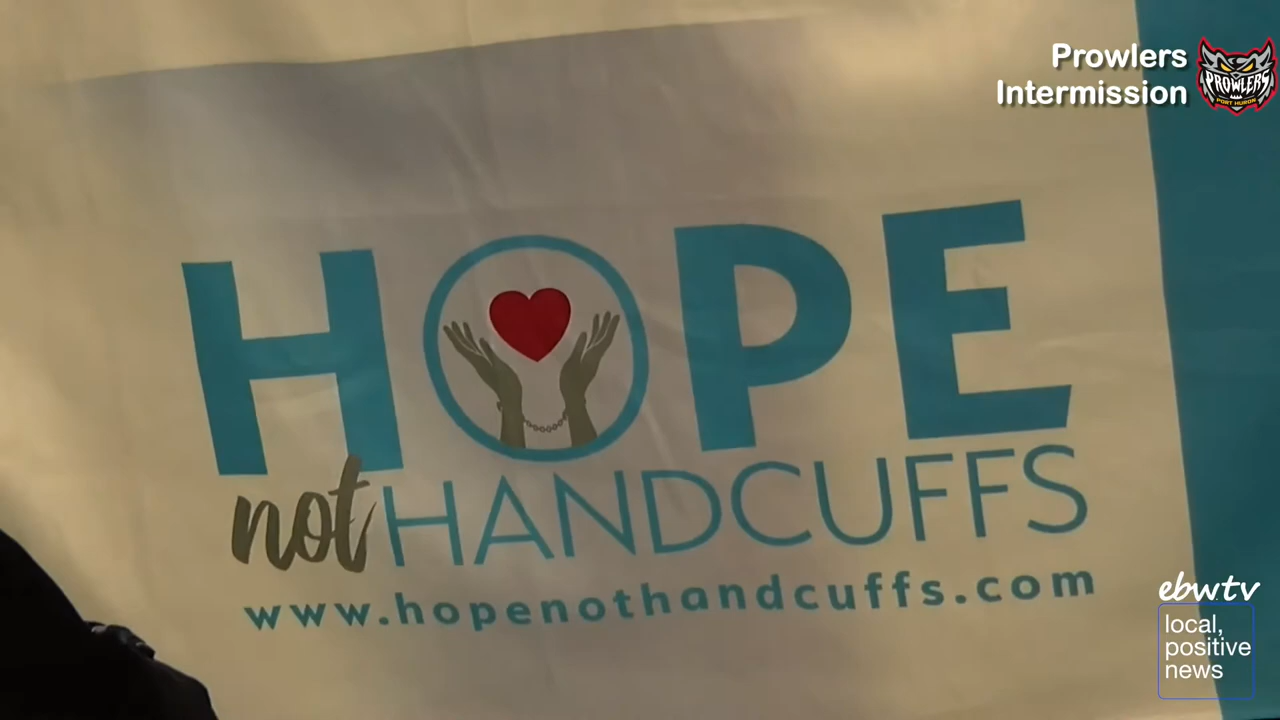 Prowlers
Intermission
PROWLERS
PORT HURON
HOPE
not HANDCUFFS
www.hopenothandcuffs.com
ebwtv
local,
positive
news